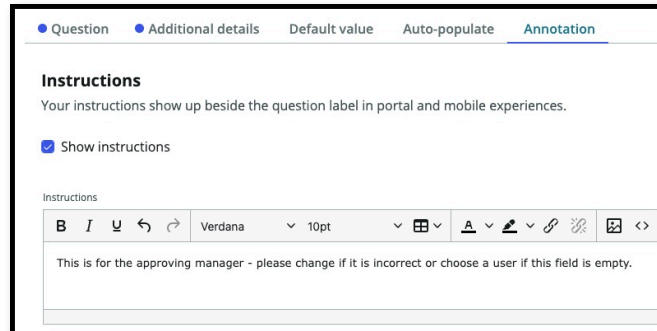 Question Additional details Default value Auto-populate Annotation
Instructions
Your instructions show up beside the question label in portal and mobile experiences.
Show instructions
Instructions
B I U Verdana 10pt A <>
This is for the approving manager - please change if it is incorrect or choose a user if this field is empty.